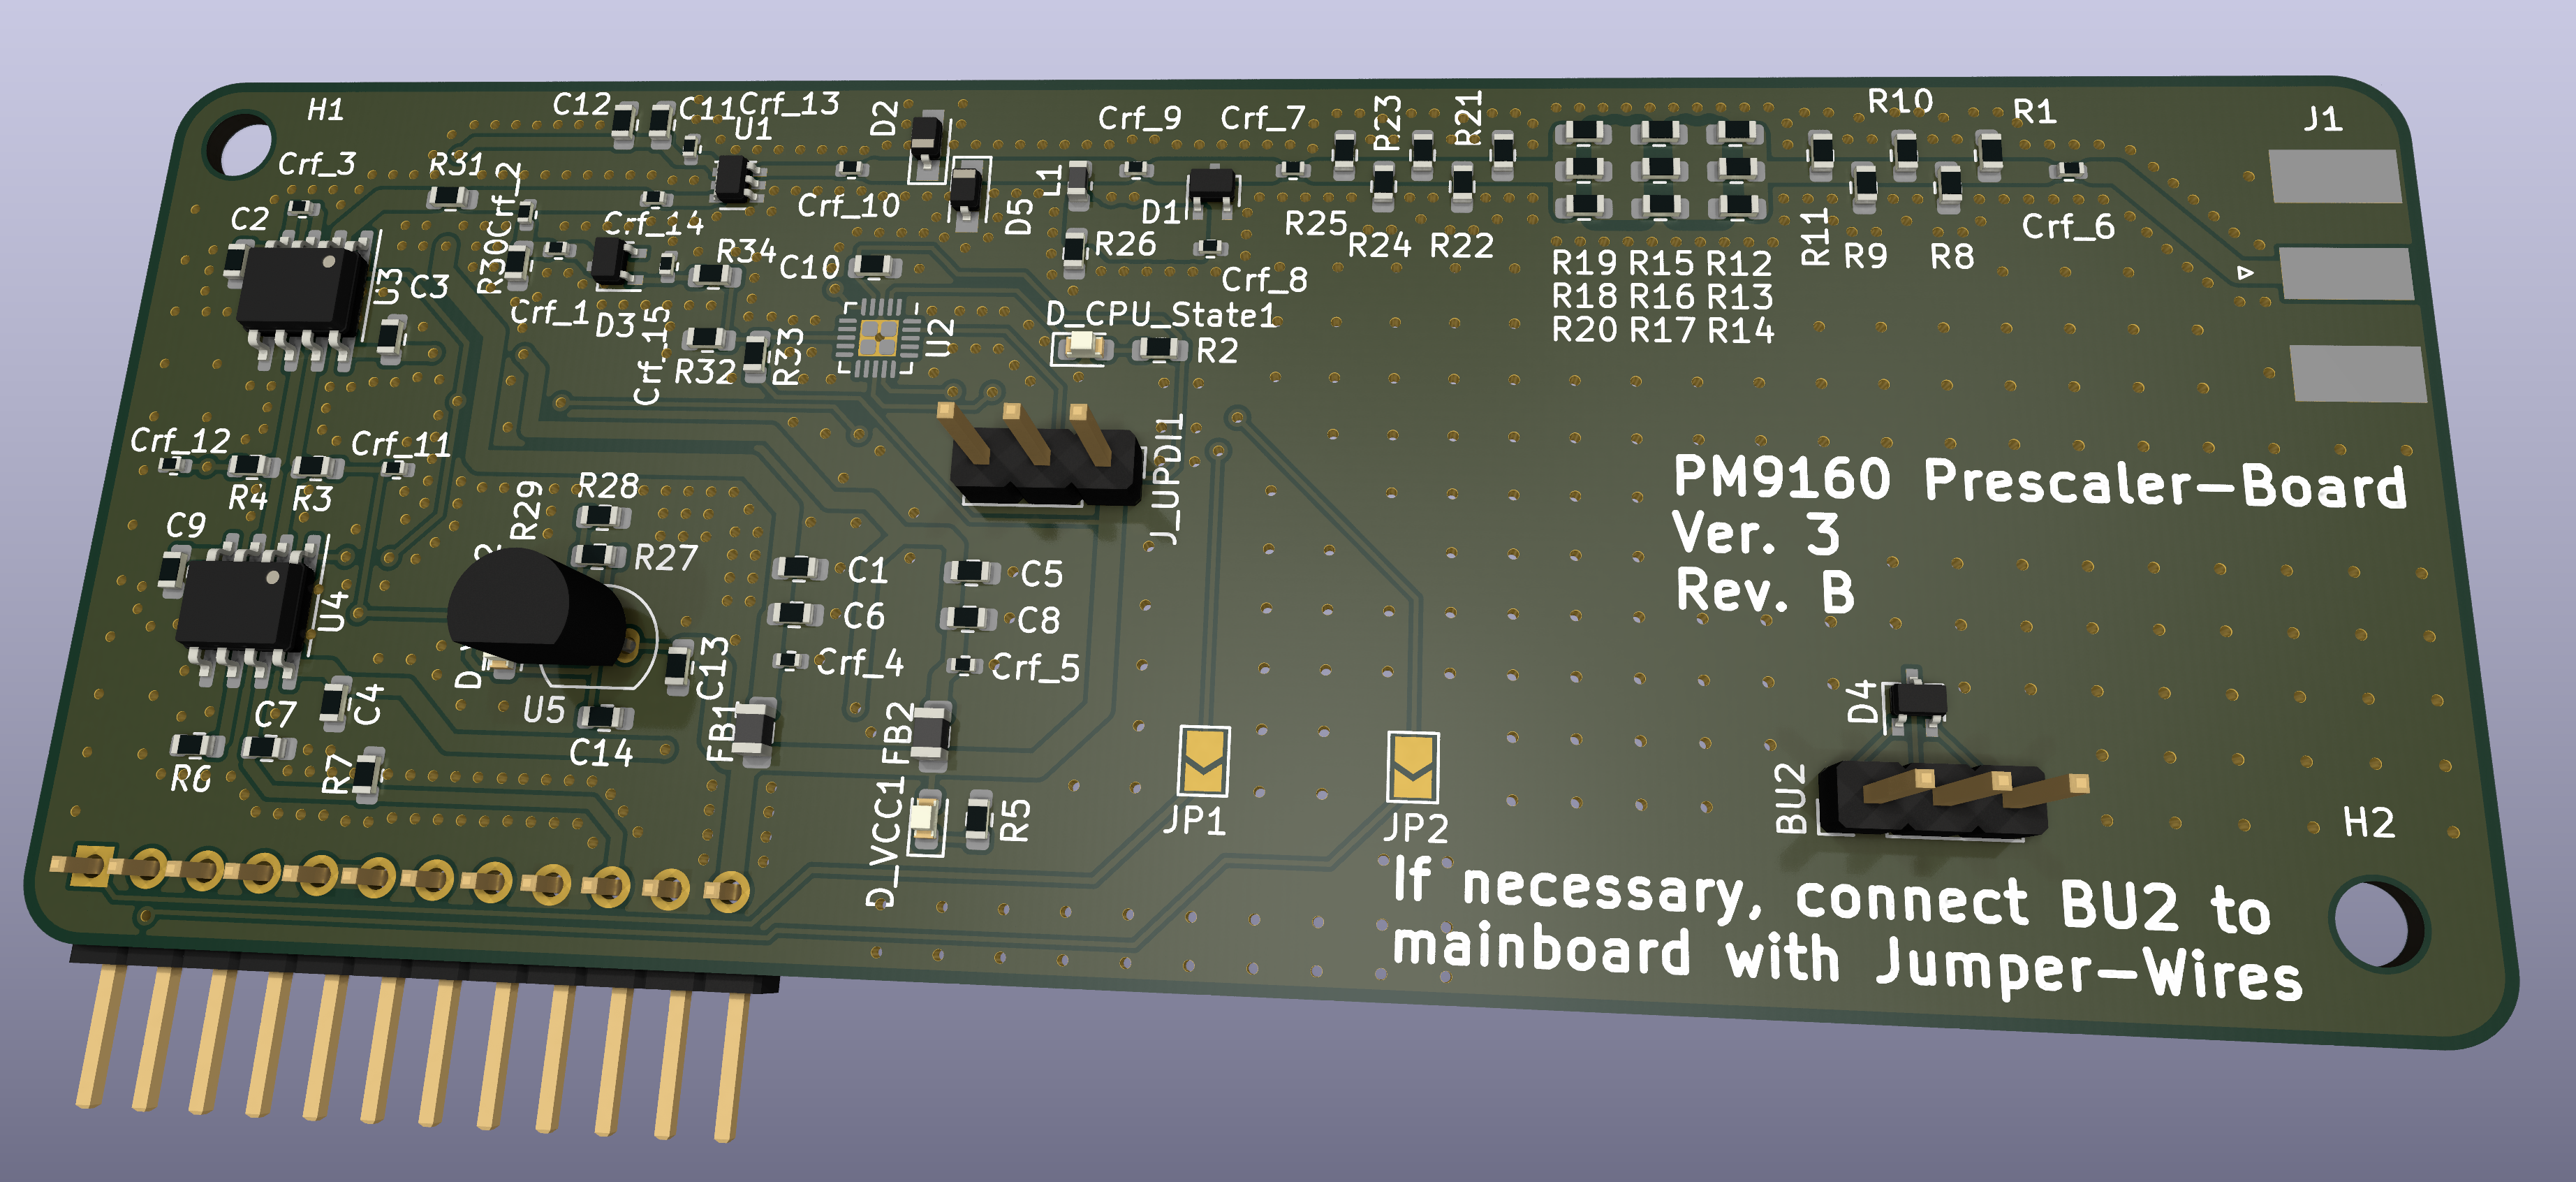 H1
C12
C11
Crf_13
U1
D2
Crf_9
Crf_7
R23
R21
R10
R1
J1
Crf_3
R31
Crf_2
C2
R30
Crf_14
Crf_10
D5
L1
D1
R26
R25
R24
R22
R11
R9
R8
Crf_6
U3
C3
Crf_1
D3
R34
C10
Crf_8
R19 R15 R12
R18 R16 R13
R20 R17 R14
Crf_15
R32
R33
U2
D_CPU_State1
R2
Crf_12
Crf_11
R4
R3
J_UPDI1
PM9160 Prescaler-Board
Ver. 3
Rev. B
C9
R29
R28
R27
U4
C1
C5
C6
C8
Crf_4
Crf_5
C13
U5
C14
C7
C4
R6
R7
FB1
FB2
D_VCC1
R5
JP1
JP2
D4
BU2
H2
If necessary, connect BU2 to
mainboard with Jumper-Wires